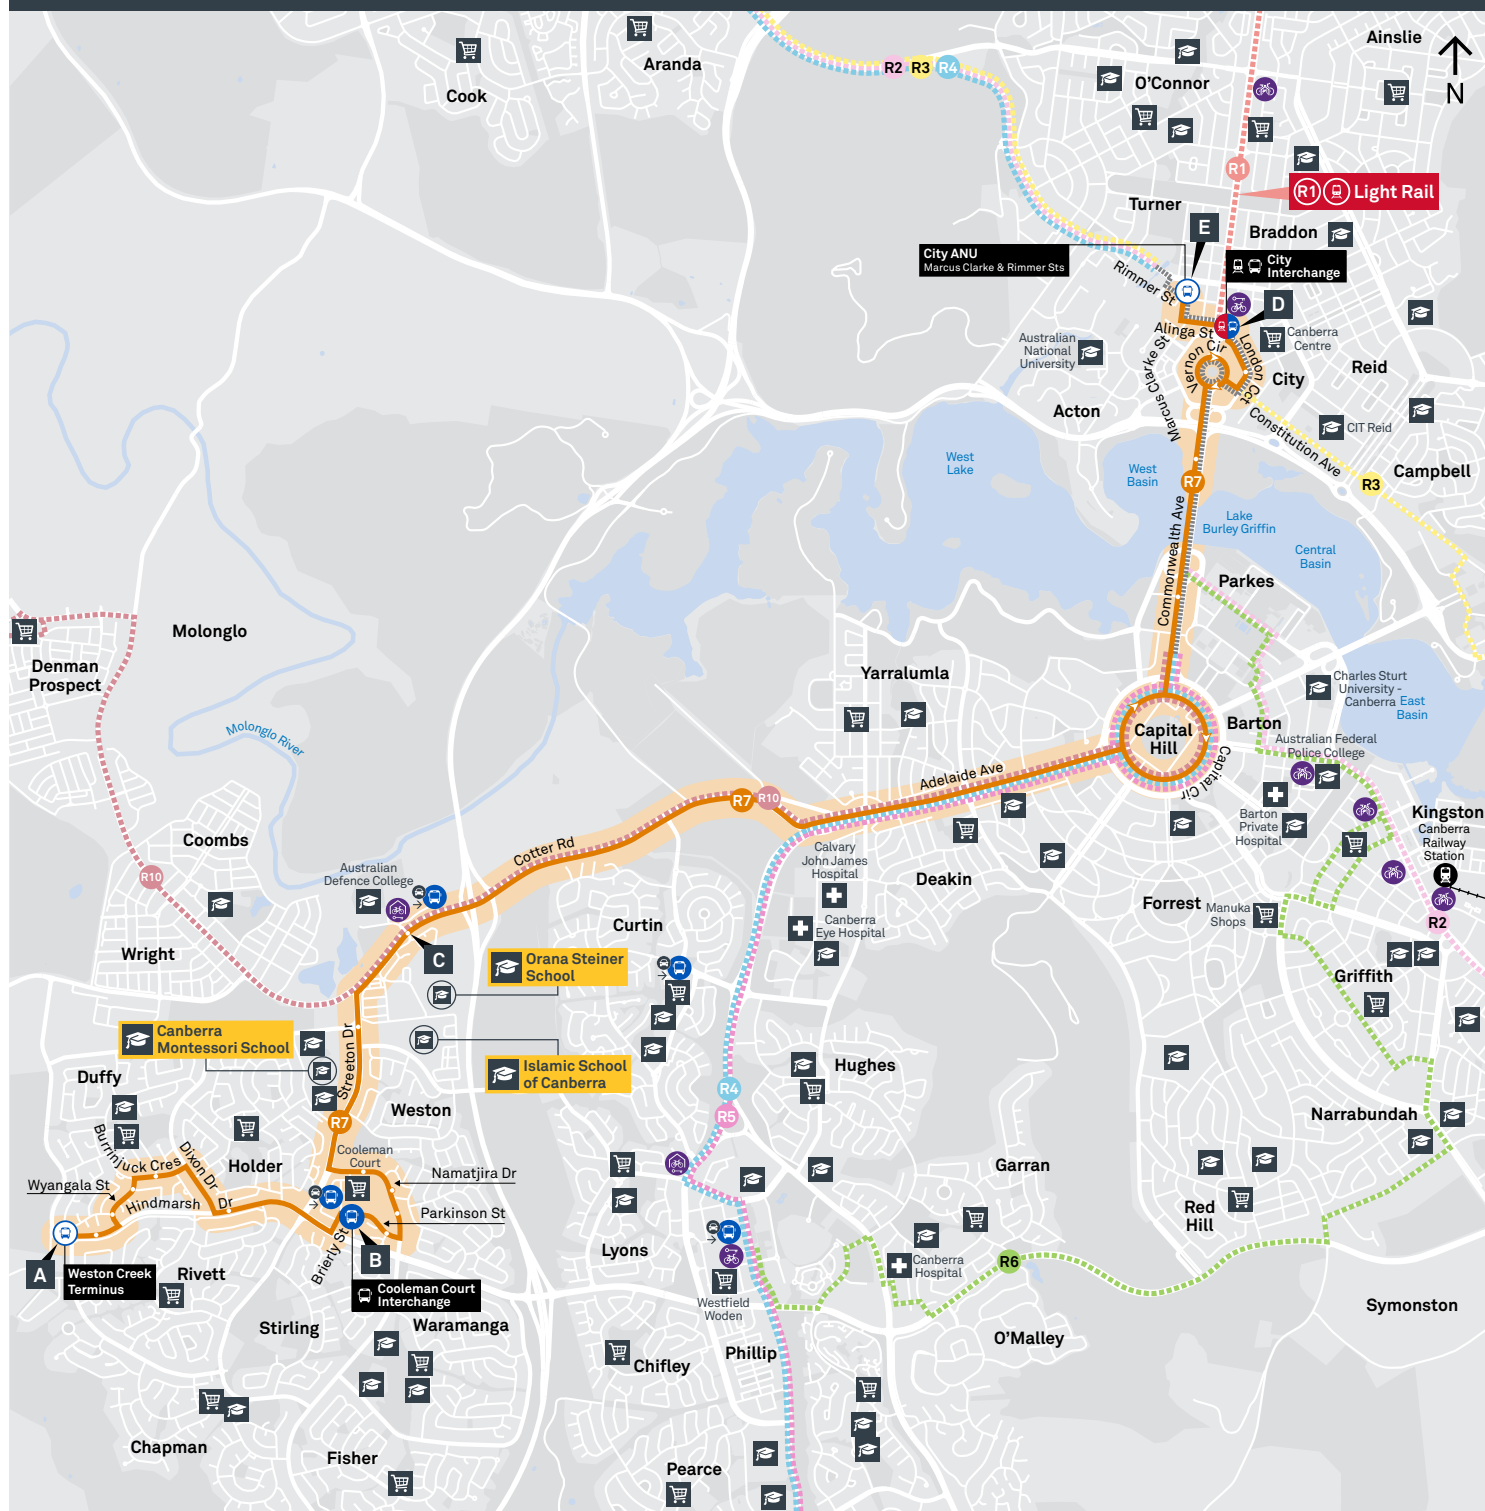 Ainslie
Aranda
Cook
R2
R3
R4
O'Connor
N
R1
R1
Light Rail
Turner
Braddon
E
City ANU
Marcus Clarke & Rimmer Sts
City
Interchange
Rimmer St
D
Alinga St
Canberra
Centre
Australian
National
University
Vernon Cir
London Cct
Marcus Clarke St
City
Reid
Acton
Constitution Ave
CIT Reid
Campbell
West
Lake
West
Basin
R7
R3
Lake
Burley Griffin
Central
Basin
Commonwealth Ave
Parkes
Molonglo
Denman
Prospect
Yarralumla
Charles Sturt
University -
Canberra
East
Basin
Molonglo River
Capital
Hill
Barton
Australian Federal
Police College
Capital Cir
Adelaide Ave
R7
R10
Barton
Private
Hospital
Kingston
Canberra
Railway
Station
Coombs
Cotter Rd
Calvary
John James
Hospital
Deakin
R10
Australian
Defence College
Forrest
Manuka
Shops
Canberra
Eye Hospital
Curtin
R2
Wright
C
Orana Steiner
School
Griffith
Canberra
Montessori School
Streeton Dr
Islamic School
of Canberra
Hughes
Duffy
R4
R5
Weston
R7
Narrabundah
Burrinjuck Cres
Dixon Dr
Cooleman
Court
Holder
Namatjira Dr
Garran
Wyangala St
Hindmarsh Dr
Parkinson St
Red
Hill
Brierly St
Lyons
A
B
Weston Creek
Terminus
Rivett
Canberra
Hospital
R6
Cooleman Court
Interchange
Westfield
Woden
Symonston
Stirling
Waramanga
O'Malley
Phillip
Chifley
Chapman
Fisher
Pearce